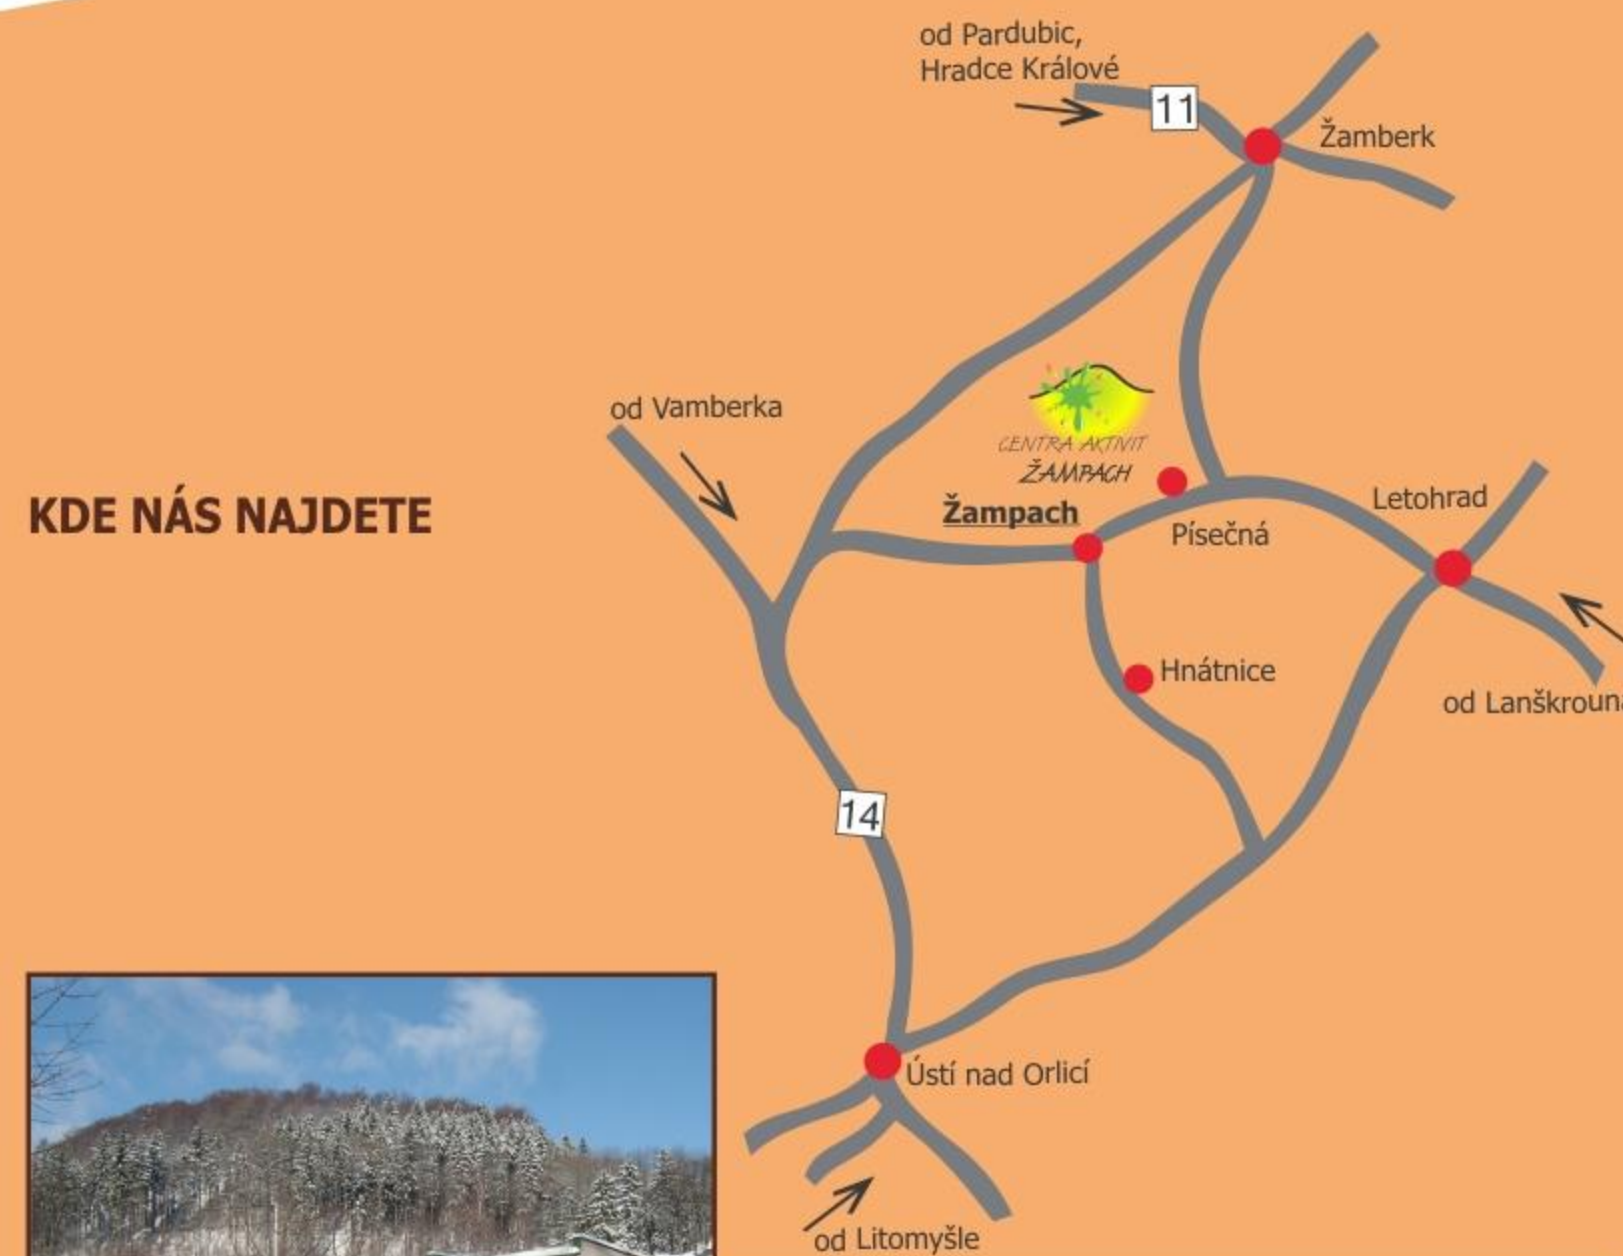 od Pardubic,
Hradce Králové
11
Žamberk
od Vamberka
CENTRA AKTIVIT
ŽAMPACH
KDE NÁS NAJDETE
Žampach
Písečná
Letohrad
Hnátnice
od Lanškrouna
14
Ústí nad Orlicí
od Litomyšle